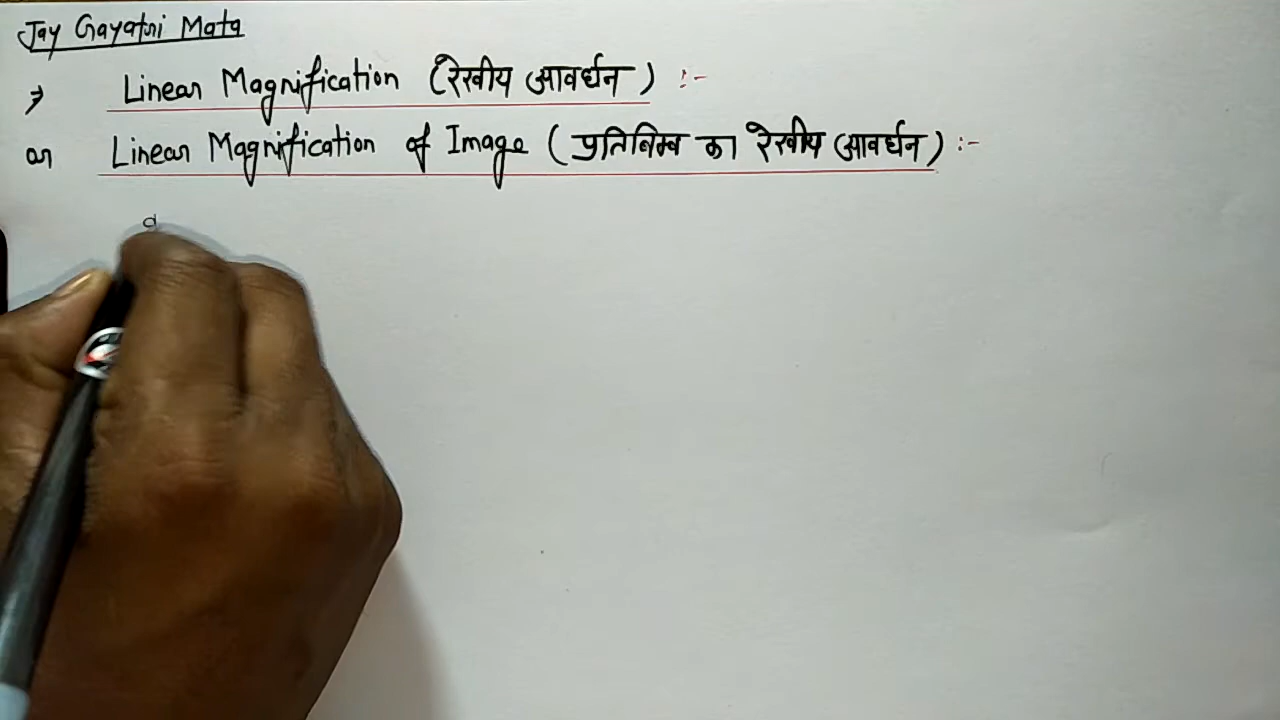 Jay Gayatri Mata
→ Linear Magnification (रेखीय आवर्धन) :-
or Linear Magnification of Image (प्रतिबिम्ब का रेखीय आवर्धन) :-